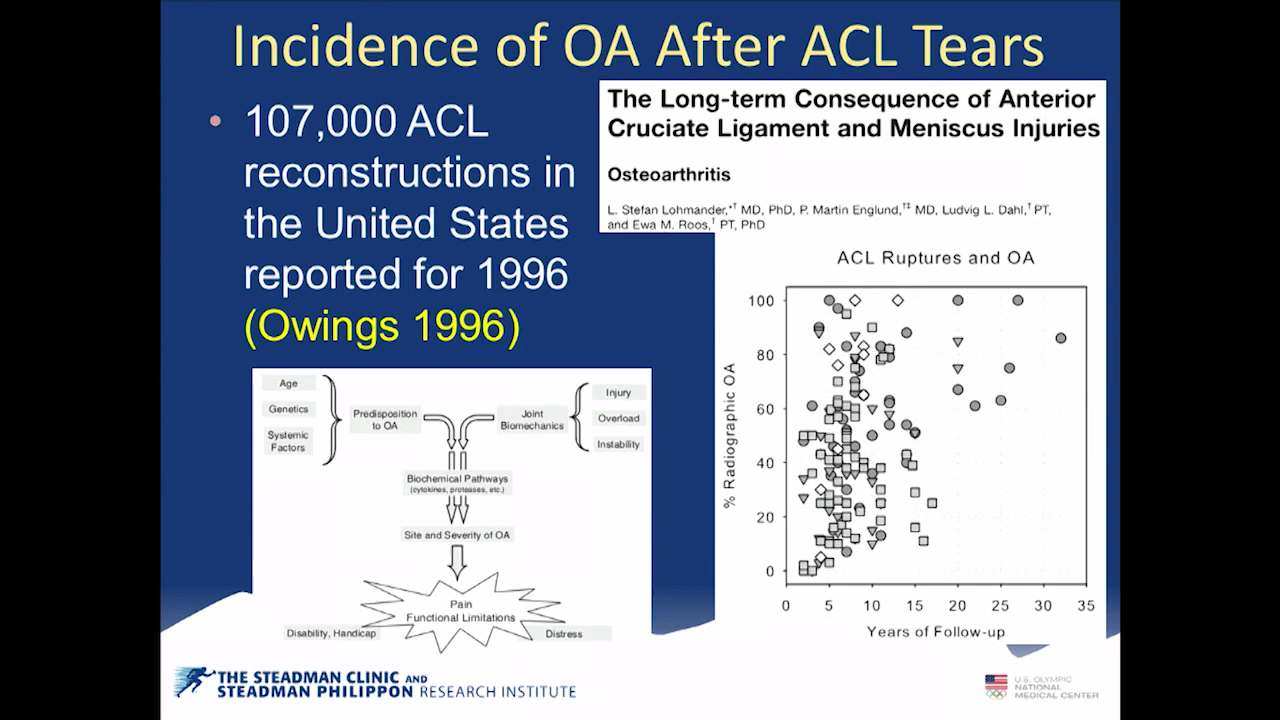 Incidence of OA After ACL Tears
• 107,000 ACL
reconstructions in
the United States
reported for 1996
(Owings 1996)
The Long-term Consequence of Anterior
Cruciate Ligament and Meniscus Injuries
Osteoarthritis
L. Stefan Lohmander,*† MD, PhD, P. Martin Englund,†‡ MD, Ludvig L. Dahl,† PT,
and Ewa M. Roos,† PT, PhD
Age
Genetics
Systemic
Factors
Predisposition
to OA
Joint
Biomechanics
Injury
Overload
Instability
Biochemical Pathways
(cytokines, proteases, etc.)
Site and Severity of OA
Pain
Functional Limitations
Disability, Handicap
Distress
ACL Ruptures and OA
% Radiographic OA
100
80
60
40
20
0
0 5 10 15 20 25 30 35
Years of Follow-up
THE STEADMAN CLINIC AND
STEADMAN PHILIPPON RESEARCH INSTITUTE
U.S. OLYMPIC
NATIONAL
MEDICAL CENTER